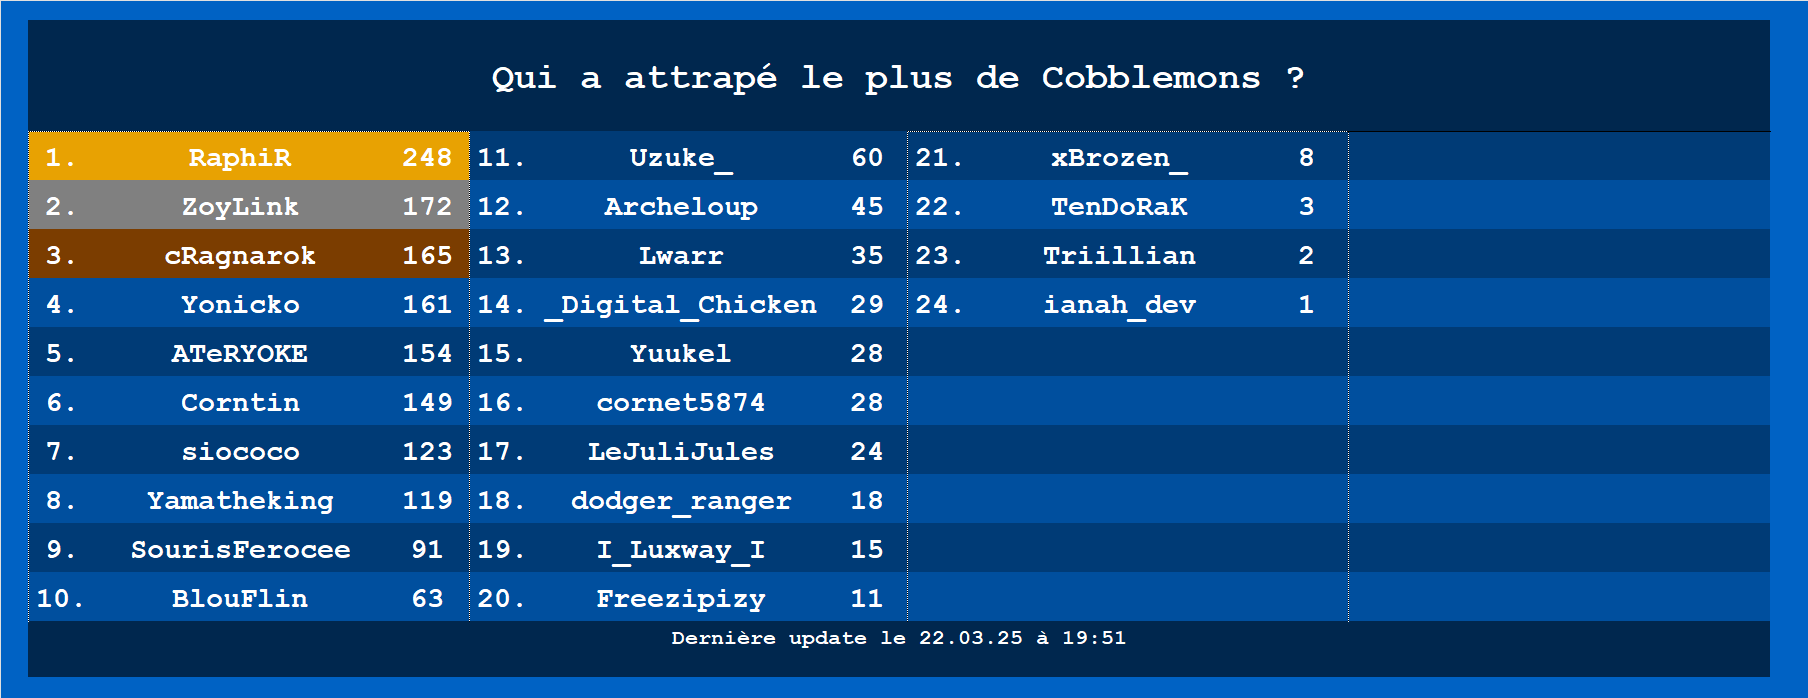 Qui a attrapé le plus de Cobblemons ?
1. RaphiR 248
2. ZoyLink 172
3. cRagnarok 165
4. Yonicko 161
5. ATeRYOKE 154
6. Corntin 149
7. siococo 123
8. Yamatheking 119
9. SourisFerocee 91
10. BlouFlin 63
11. Uzuke_ 60
12. Archeloup 45
13. Lwarr 35
14. _Digital_Chicken 29
15. Yuukel 28
16. cornet5874 28
17. LeJuliJules 24
18. dodger_ranger 18
19. I_Luxway_I 15
20. Freezipizy 11
21. xBrozen_ 8
22. TenDoRaK 3
23. Triillian 2
24. ianah_dev 1
Dernière update le 22.03.25 à 19:51